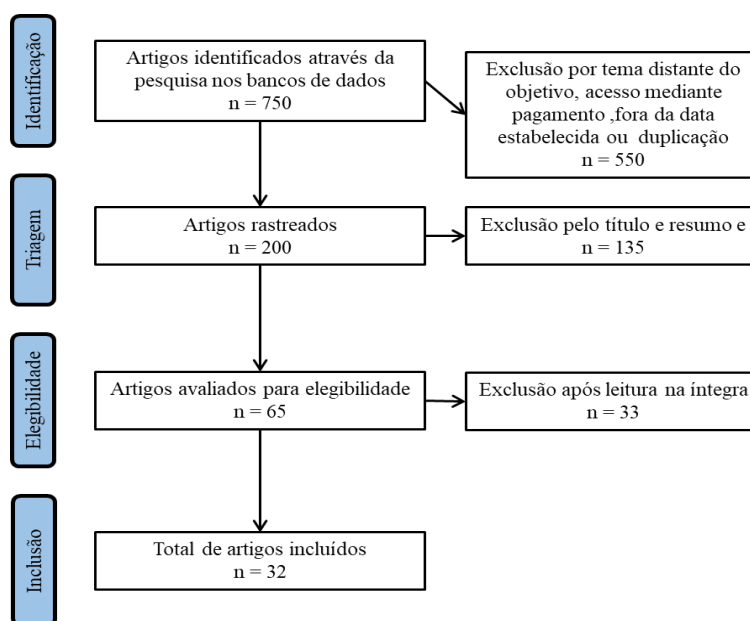 Identificação
Artigos identificados através da
pesquisa nos bancos de dados
n = 750
Exclusão por tema distante do
objetivo, acesso mediante
pagamento ,fora da data
estabelecida ou duplicação
n = 550
Triagem
Artigos rastreados
n = 200
Exclusão pelo título e resumo e
n = 135
Elegibilidade
Artigos avaliados para elegibilidade
n = 65
Exclusão após leitura na íntegra
n = 33
Inclusão
Total de artigos incluídos
n = 32